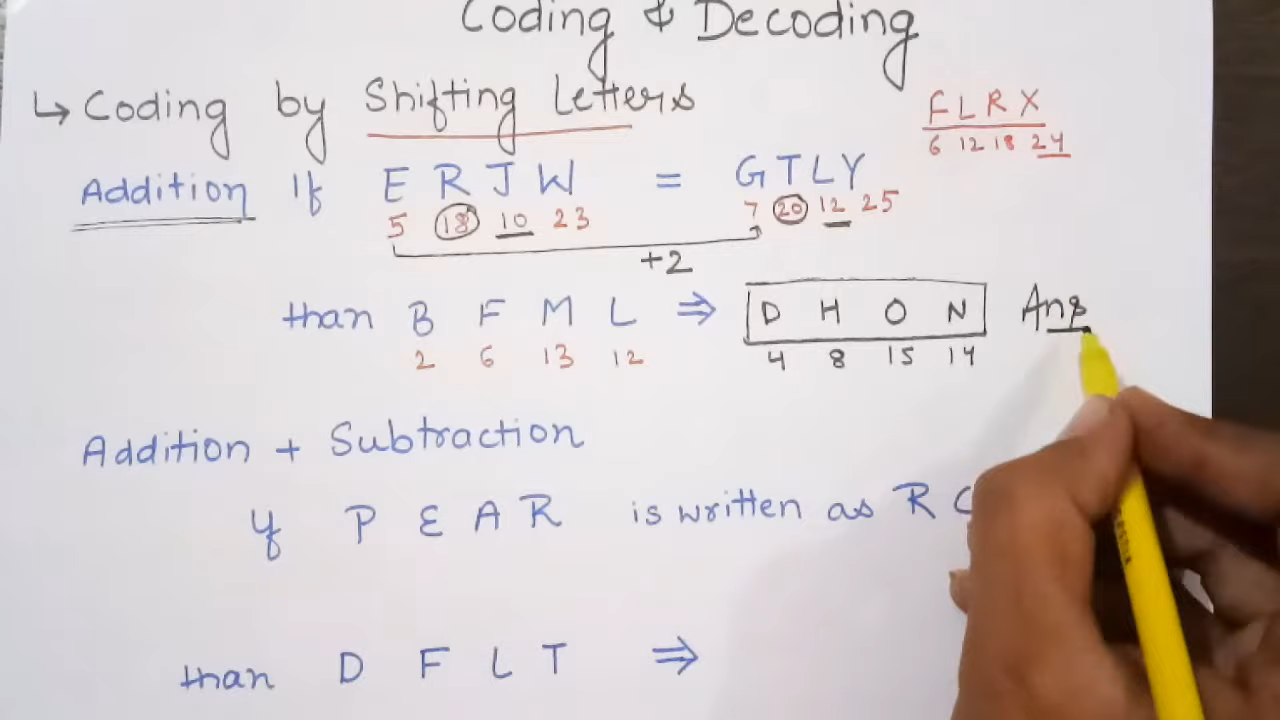 Coding & Decoding
↳ Coding by Shifting Letters
FLRX
6 12 18 24
Addition If E R J W = G T L Y
5 18 10 23 7 20 12 25
+2
than B F M L ⇒ D H O N Ans
2 6 13 12 4 8 15 14
Addition + Subtraction
If P E A R is written as R C
than D F L T ⇒